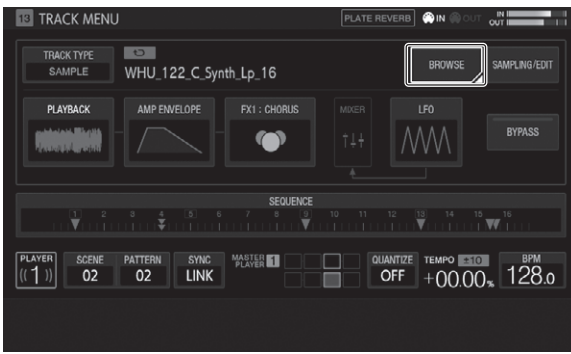 13 TRACK MENU PLATE REVERB IN OUT IN OUT
TRACK TYPE
SAMPLE
WHU_122_C_Synth_Lp_16
BROWSE
SAMPLING/EDIT
PLAYBACK
AMP ENVELOPE
FX1 : CHORUS
MIXER
LFO
BYPASS
SEQUENCE
1 2 3 4 5 6 7 8 9 10 11 12 13 14 15 16
PLAYER
((1))
SCENE
02
PATTERN
02
SYNC
LINK
MASTER PLAYER 1
QUANTIZE
OFF
TEMPO ±10
+00.00%
BPM
128.0